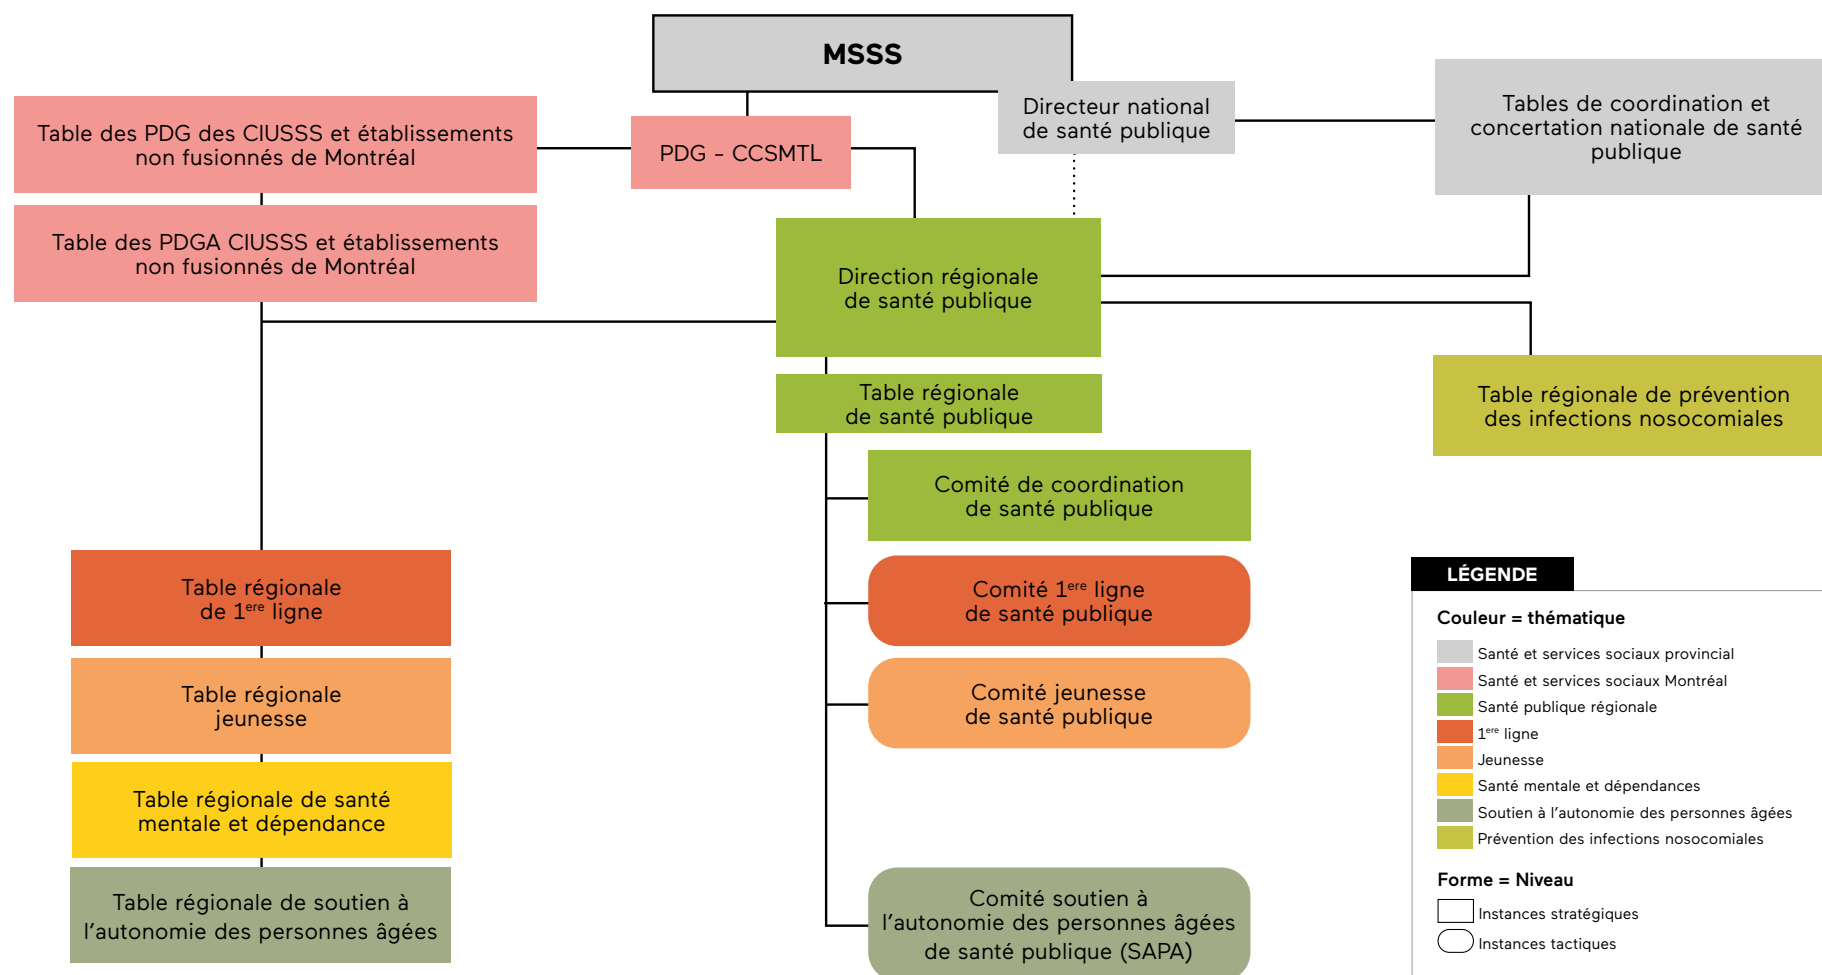 MSSS
Directeur national
de santé publique
Tables de coordination et
concertation nationale de santé
publique
Table des PDG des CIUSSS et établissements
non fusionnés de Montréal
PDG - CCSMTL
Table des PDGA CIUSSS et établissements
non fusionnés de Montréal
Direction régionale
de santé publique
Table régionale
de santé publique
Table régionale de prévention
des infections nosocomiales
Comité de coordination
de santé publique
Table régionale
de 1ere ligne
Comité 1ere ligne
de santé publique
Table régionale
jeunesse
Comité jeunesse
de santé publique
Table régionale de santé
mentale et dépendance
Table régionale de soutien à
l'autonomie des personnes âgées
Comité soutien à
l'autonomie des personnes âgées
de santé publique (SAPA)
LÉGENDE
Couleur = thématique
Santé et services sociaux provincial
Santé et services sociaux Montréal
Santé publique régionale
1ere ligne
Jeunesse
Santé mentale et dépendances
Soutien à l'autonomie des personnes âgées
Prévention des infections nosocomiales
Forme = Niveau
Instances stratégiques
Instances tactiques